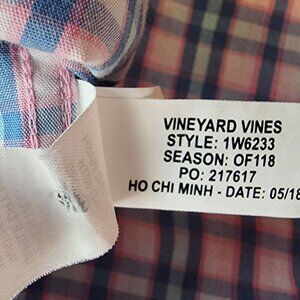 VINEYARD VINES
STYLE: 1W6233
SEASON: OF118
PO: 217617
HO CHI MINH - DATE: 05/18